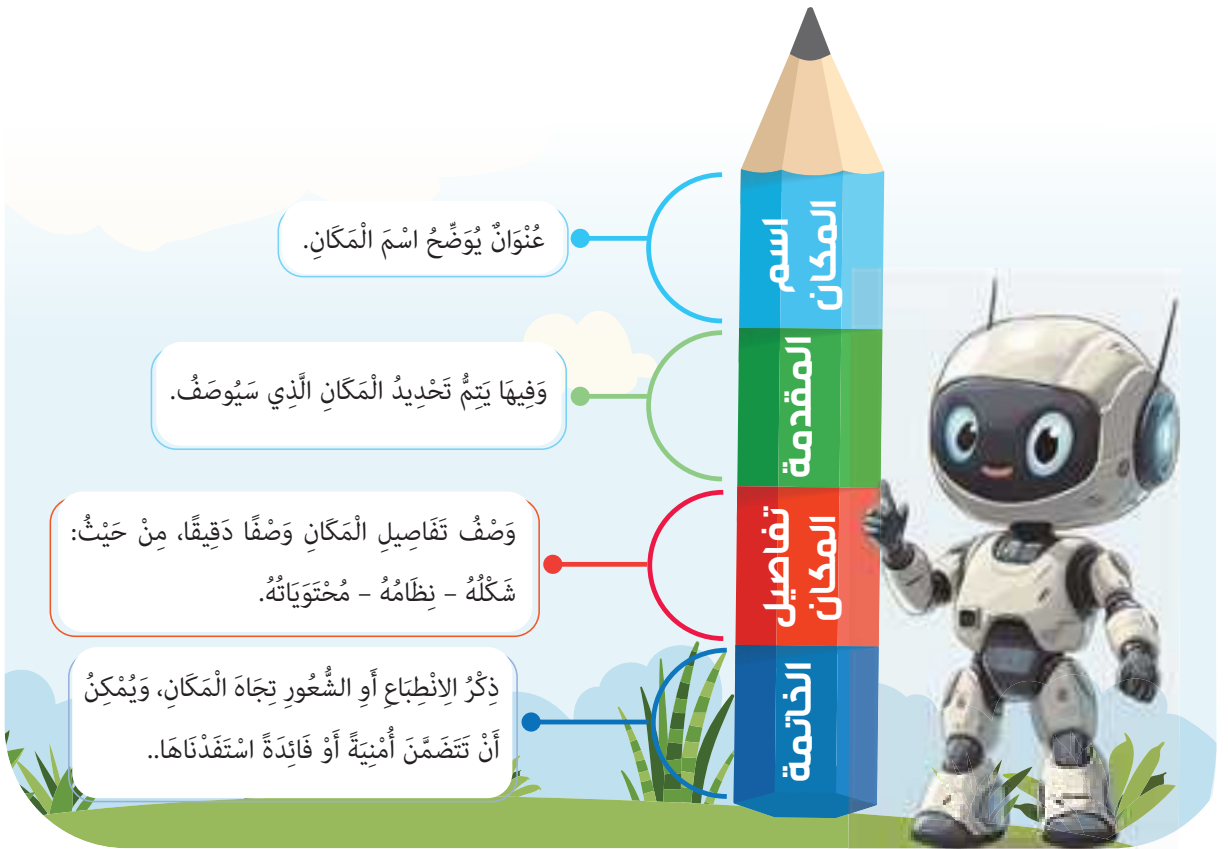 اسم
المكان
عُنْوَانٌ يُوَضِّحُ اسْمَ الْمَكَانِ.
المقدمة
وَفِيهَا يَتِمُّ تَحْدِيدُ الْمَكَانِ الَّذِي سَيُوصَفُ.
تفاصيل
المكان
وَصْفُ تَفَاصِيلِ الْمَكَانِ وَصْفًا دَقِيقًا، مِنْ حَيْثُ:
شَكْلُهُ – نِظَامُهُ – مُحْتَوَيَاتُهُ.
الخاتمة
ذِكْرُ الِانْطِبَاعِ أَوِ الشُّعُورِ تِجَاهَ الْمَكَانِ، وَيُمْكِنُ
أَنْ تَتَضَمَّنَ أُمْنِيَةً أَوْ فَائِدَةً اسْتَفَدْنَاهَا..